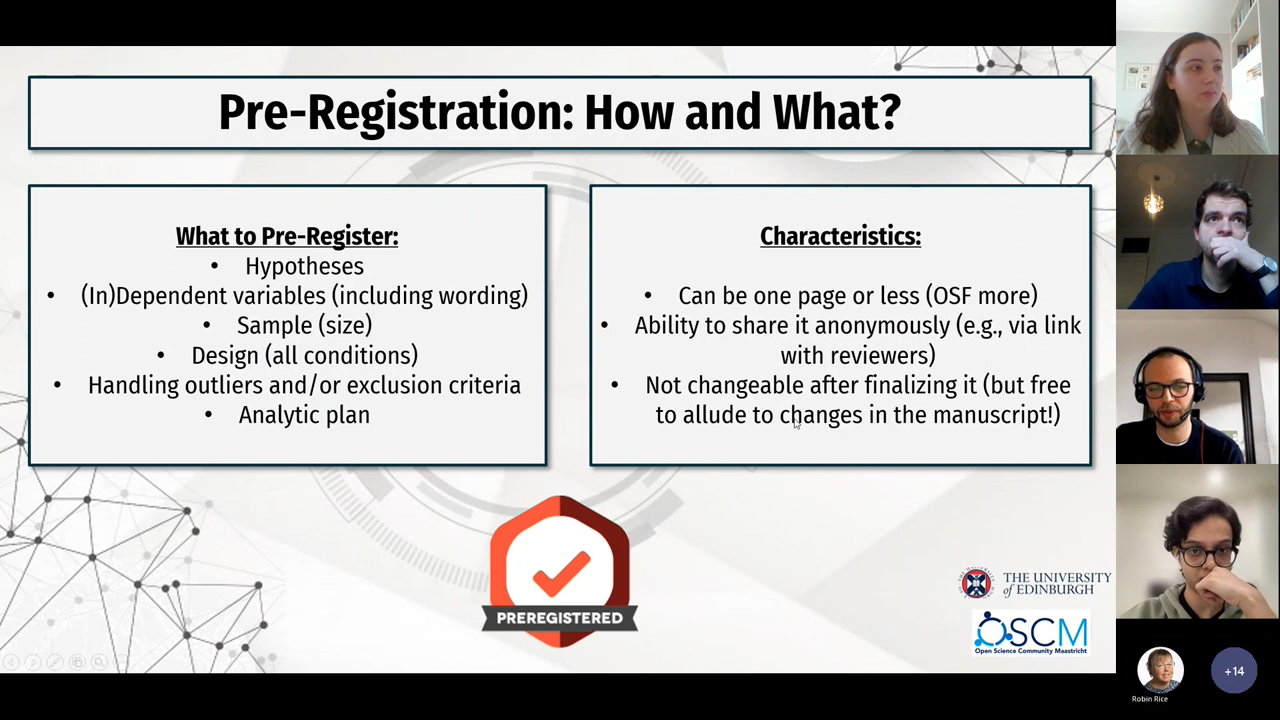 Pre-Registration: How and What?
What to Pre-Register:
• Hypotheses
• (In)Dependent variables (including wording)
• Sample (size)
• Design (all conditions)
• Handling outliers and/or exclusion criteria
• Analytic plan
Characteristics:
• Can be one page or less (OSF more)
• Ability to share it anonymously (e.g., via link
with reviewers)
• Not changeable after finalizing it (but free
to allude to changes in the manuscript!)
PREREGISTERED
THE UNIVERSITY
of EDINBURGH
OSCM
Open Science Community Maastricht
Robin Rice
+14